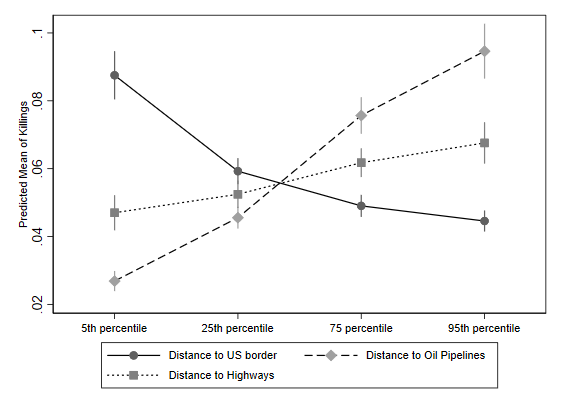 .1
.08
.06
.04
.02
Predicted Mean of Killings
5th percentile 25th percentile 75 percentile 95th percentile
Distance to US border Distance to Oil Pipelines
Distance to Highways